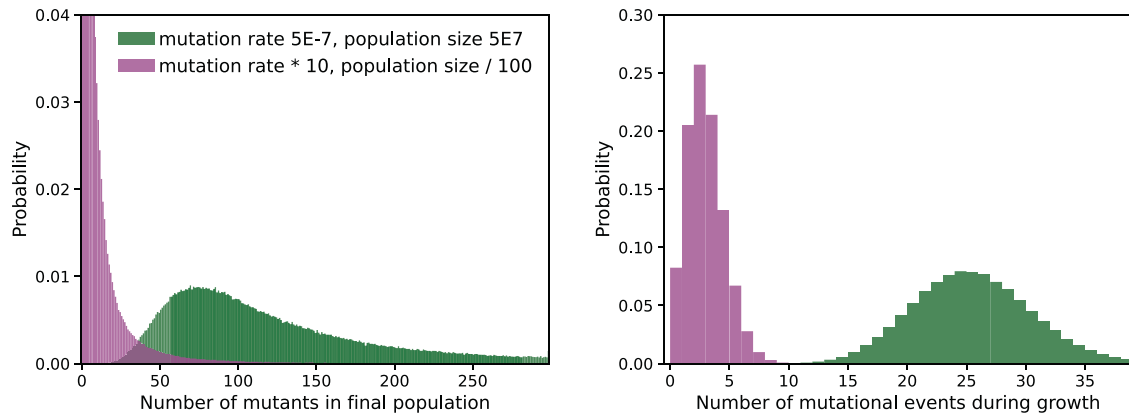 0.04
0.03
0.02
0.01
0.00
Probability
mutation rate 5E-7, population size 5E7
mutation rate * 10, population size / 100
0 50 100 150 200 250
Number of mutants in final population
0.30
0.25
0.20
0.15
0.10
0.05
0.00
Probability
0 5 10 15 20 25 30 35
Number of mutational events during growth